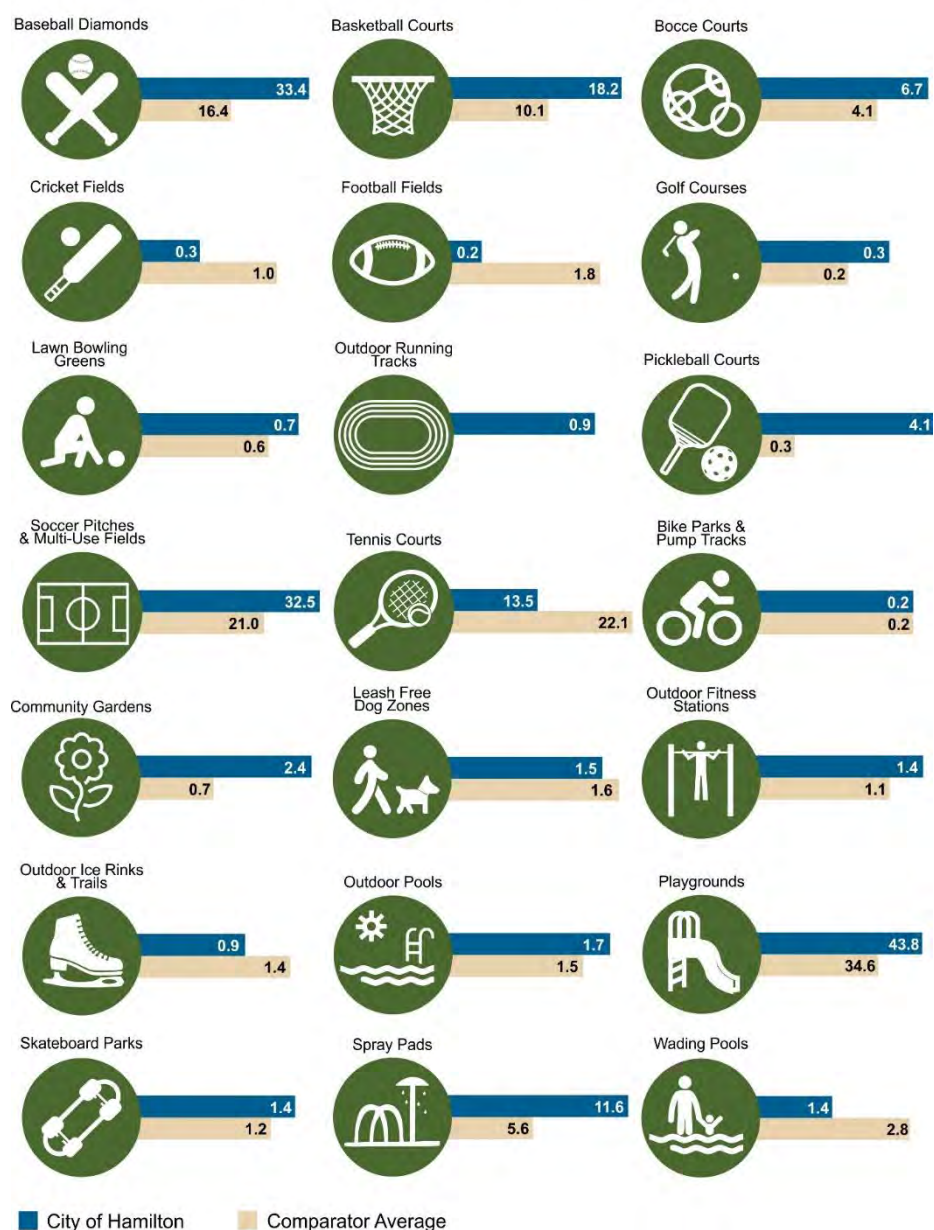 Baseball Diamonds
33.4
16.4
Basketball Courts
18.2
10.1
Bocce Courts
6.7
4.1
Cricket Fields
0.3
1.0
Football Fields
0.2
1.8
Golf Courses
0.3
0.2
Lawn Bowling
Greens
0.7
0.6
Outdoor Running
Tracks
0.9
Pickleball Courts
4.1
0.3
Soccer Pitches
& Multi-Use Fields
32.5
21.0
Tennis Courts
13.5
22.1
Bike Parks &
Pump Tracks
0.2
0.2
Community Gardens
2.4
0.7
Leash Free
Dog Zones
1.5
1.6
Outdoor Fitness
Stations
1.4
1.1
Outdoor Ice Rinks
& Trails
0.9
1.4
Outdoor Pools
1.7
1.5
Playgrounds
43.8
34.6
Skateboard Parks
1.4
1.2
Spray Pads
11.6
5.6
Wading Pools
1.4
2.8
City of Hamilton
Comparator Average